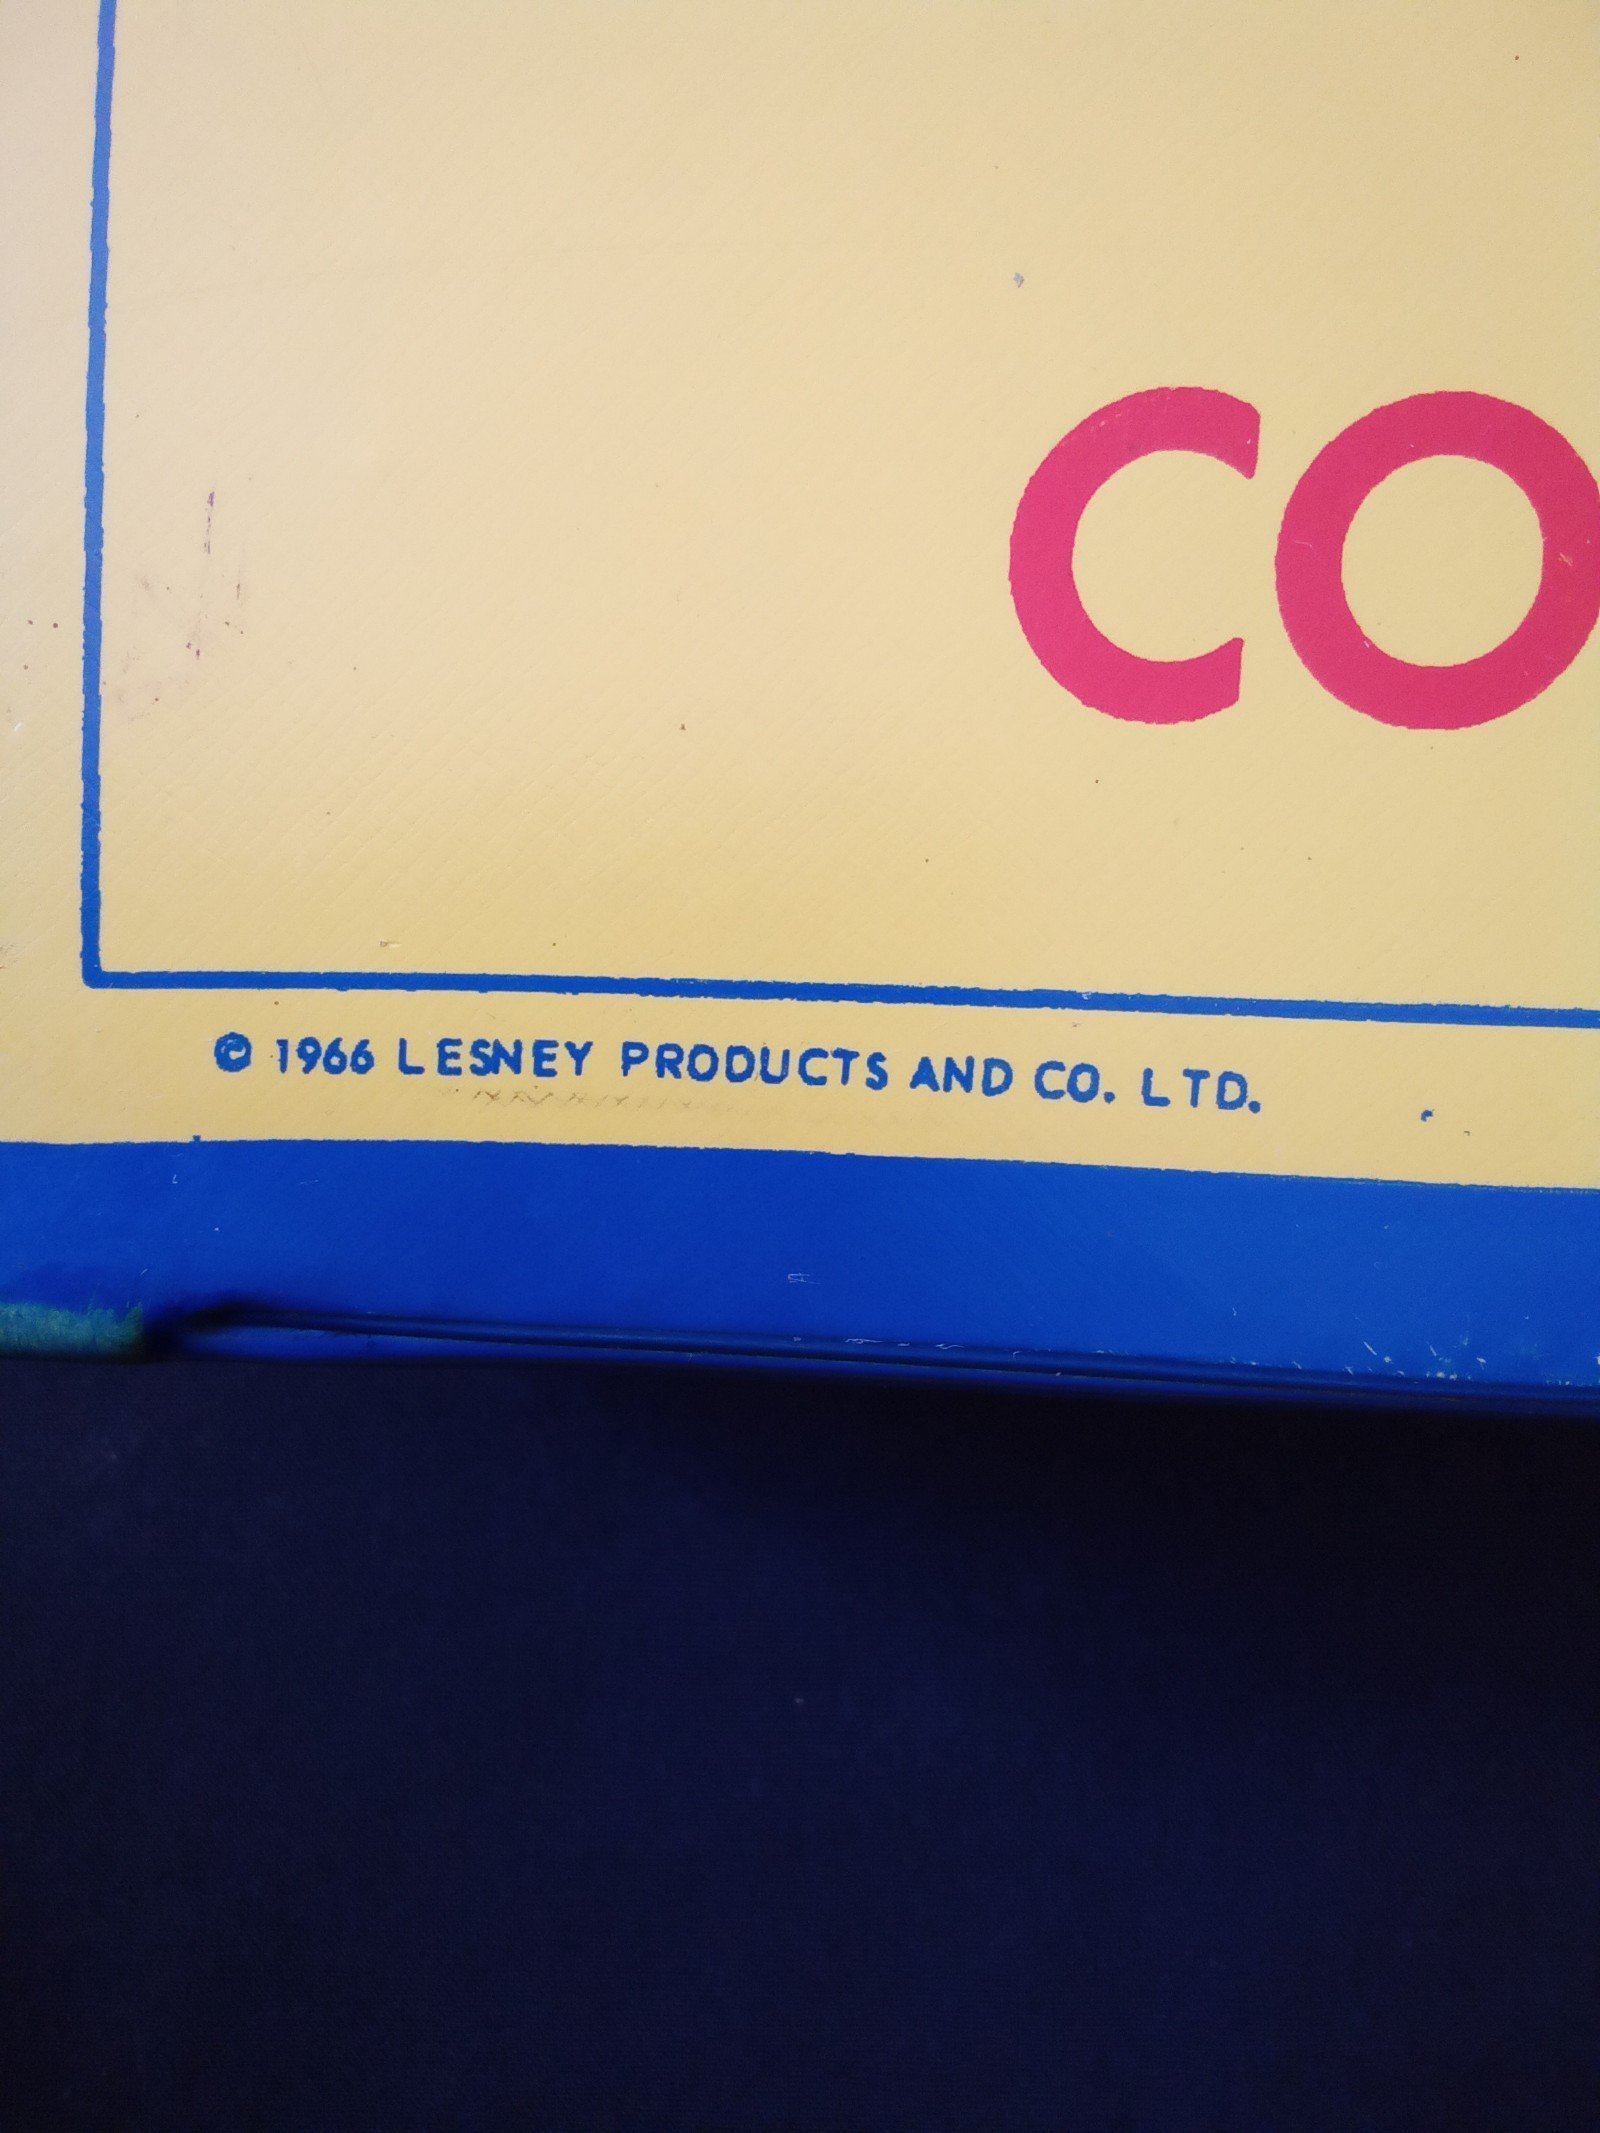 CO
© 1966 LESNEY PRODUCTS AND CO. LTD.